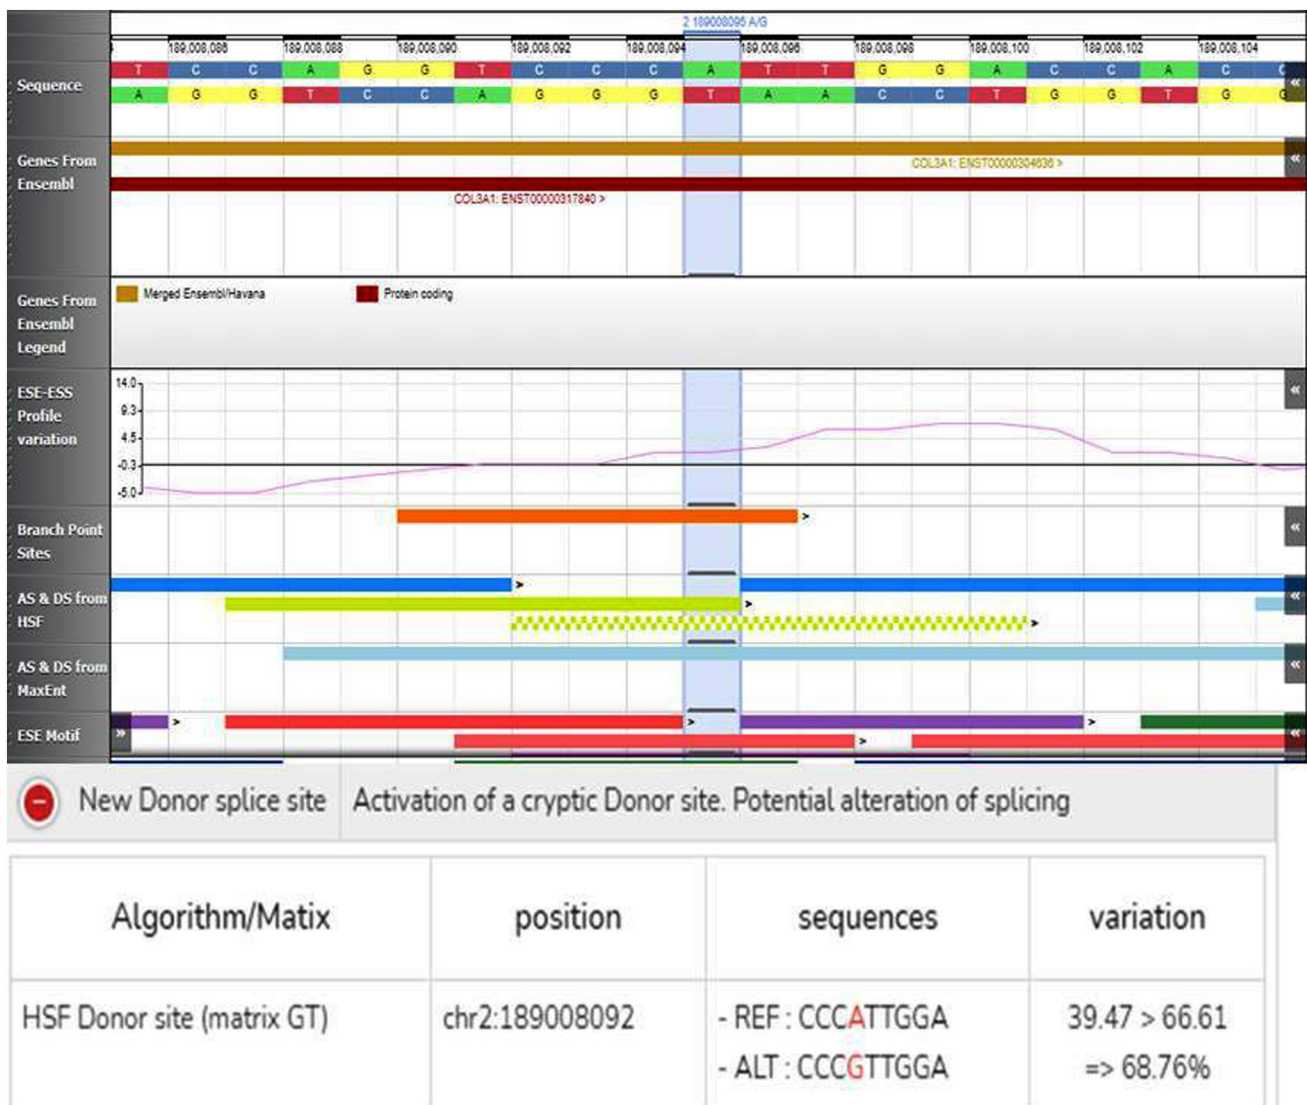 2 189008095 A/G
189,008,086 189,008,088 189,008,090 189,008,092 189,008,094 189,008,096 189,008,098 189,008,100 189,008,102 189,008,104
Sequence
T C C A G G T C C C A T T G G A C C A C C
A G G T C C A G G G T A A C C T G G T G G
Genes From
Ensembl
COL3A1: ENST00000304636 >
COL3A1: ENST00000317840 >
Genes From
Ensembl
Legend
Merged Ensembl/Havana
Protein coding
ESE-ESS
Profile
variation
14.0
9.3
4.5
-0.3
-5.0
Branch Point
Sites
AS & DS from
HSF
AS & DS from
MaxEnt
ESE Motif
New Donor splice site Activation of a cryptic Donor site. Potential alteration of splicing
Algorithm/Matix position sequences variation
HSF Donor site (matrix GT) chr2:189008092 - REF : CCCATTGGA 39.47 > 66.61
- ALT : CCCGTTGGA => 68.76%